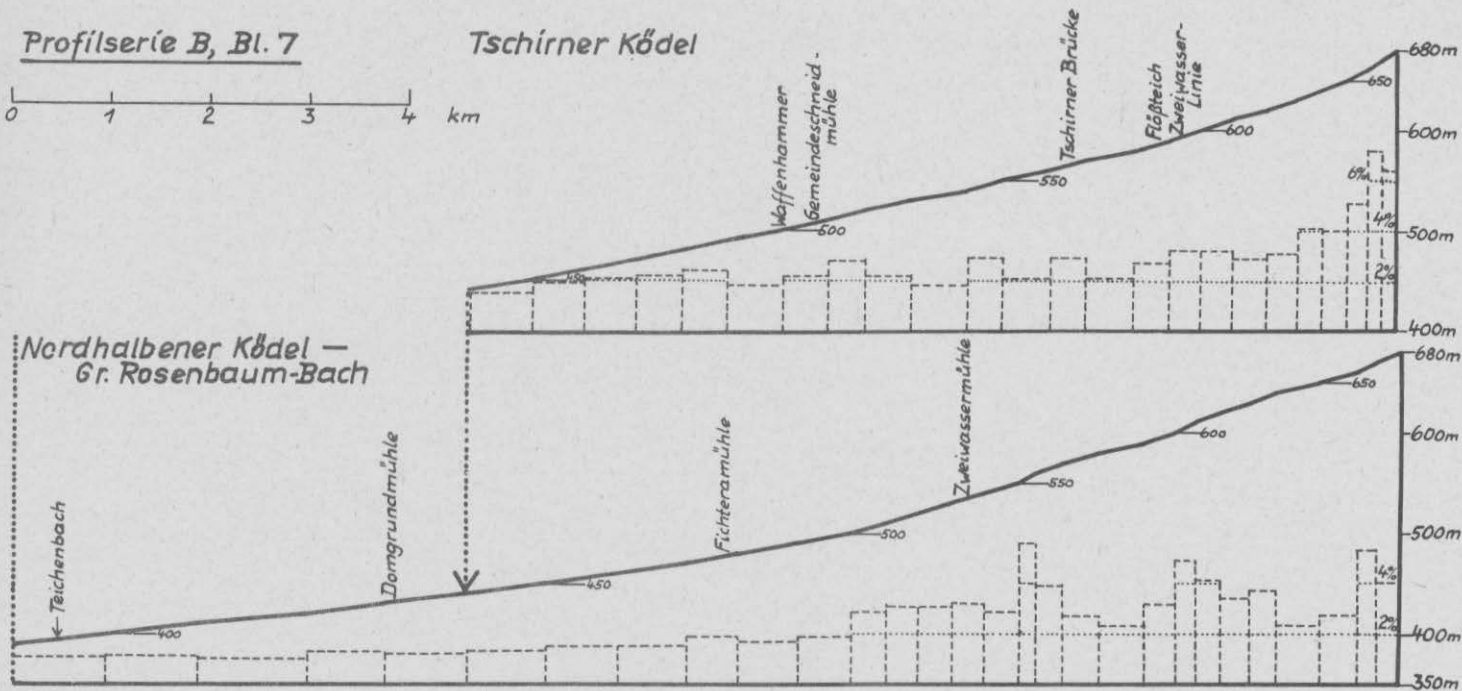 Profilserie B, Bl. 7
0 1 2 3 4 km
Tschirner Ködel
Waffenhammer
Gemeindeschneid-
mühle
Tschirner Brücke
Flößteich
Zweiwasser-
Linie
680m
650
600m
600
550
500m
500
450
400m
6%
4%
2%
Nordhalbener Ködel —
Gr. Rosenbaum-Bach
Teichenbach
Dorngrundmühle
Fichteramühle
Zweiwassermühle
680m
650
600m
600
550
500m
500
450
400m
400
350m
4%
2%